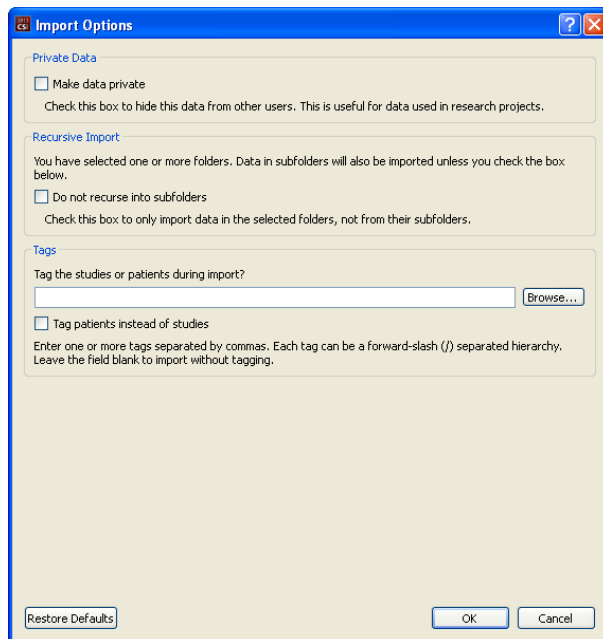 2013
CSi
Import Options
Private Data
Make data private
Check this box to hide this data from other users. This is useful for data used in research projects.
Recursive Import
You have selected one or more folders. Data in subfolders will also be imported unless you check the box
below.
Do not recurse into subfolders
Check this box to only import data in the selected folders, not from their subfolders.
Tags
Tag the studies or patients during import?
Browse...
Tag patients instead of studies
Enter one or more tags separated by commas. Each tag can be a forward-slash (/) separated hierarchy.
Leave the field blank to import without tagging.
Restore Defaults
OK
Cancel